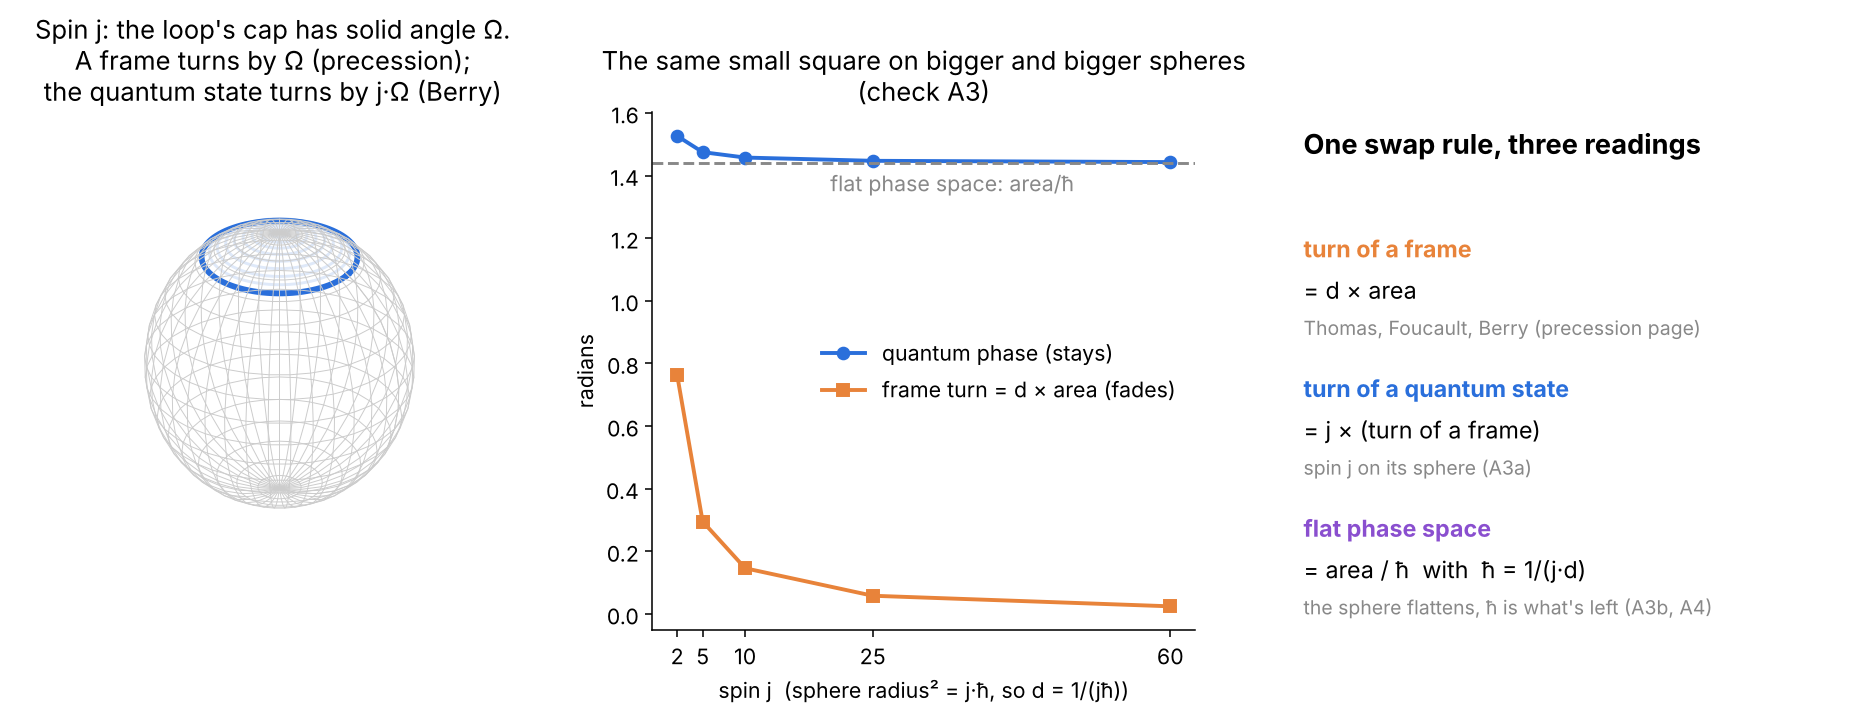 Spin j: the loop's cap has solid angle Ω.
A frame turns by Ω (precession);
the quantum state turns by j·Ω (Berry)
The same small square on bigger and bigger spheres
(check A3)
1.6
1.4
1.2
1.0
0.8
0.6
0.4
0.2
0.0
radians
flat phase space: area/ħ
quantum phase (stays)
frame turn = d × area (fades)
2 5 10 25 60
spin j (sphere radius² = j·ħ, so d = 1/(jħ))
One swap rule, three readings
turn of a frame
= d × area
Thomas, Foucault, Berry (precession page)
turn of a quantum state
= j × (turn of a frame)
spin j on its sphere (A3a)
flat phase space
= area / ħ with ħ = 1/(j·d)
the sphere flattens, ħ is what's left (A3b, A4)